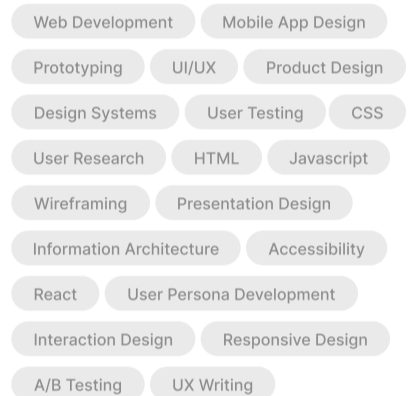 Web Development Mobile App Design
Prototyping UI/UX Product Design
Design Systems User Testing CSS
User Research HTML Javascript
Wireframing Presentation Design
Information Architecture Accessibility
React User Persona Development
Interaction Design Responsive Design
A/B Testing UX Writing